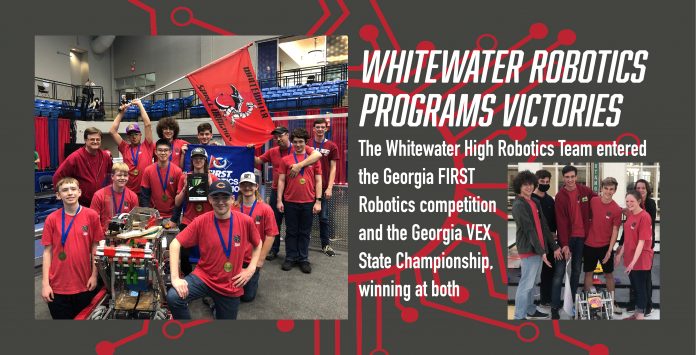 WHITEWATER ROBOTICS
PROGRAMS VICTORIES
The Whitewater High Robotics Team entered
the Georgia FIRST
Robotics competition
and the Georgia VEX
State Championship,
winning at both
FIRST